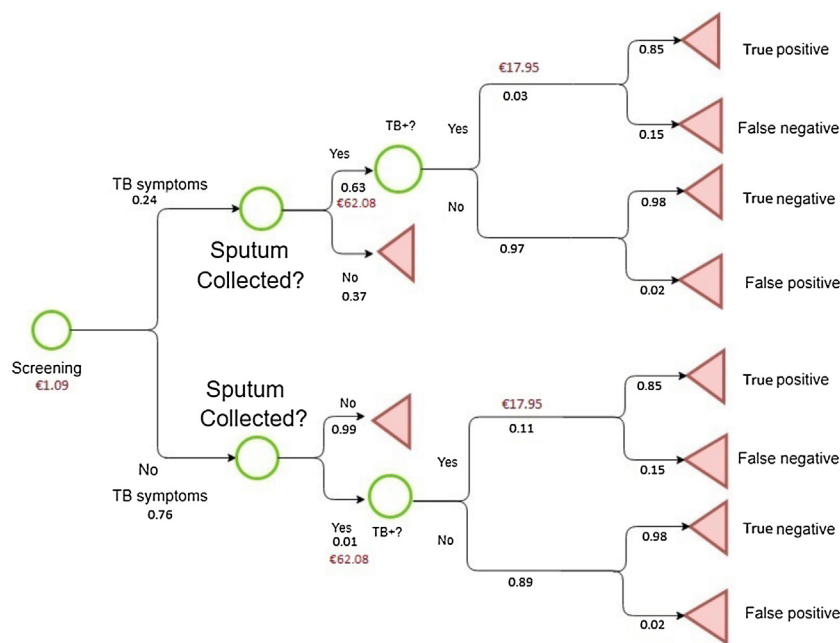 €17.95
0.03
0.85
True positive
0.15
False negative
TB+?
Yes
Yes
0.63
€62.08
No
0.97
0.98
True negative
0.02
False positive
TB symptoms
0.24
Sputum
Collected?
No
0.37
Screening
€1.09
Sputum
Collected?
No
0.99
No
TB symptoms
0.76
Yes
0.01
€62.08
TB+?
Yes
€17.95
0.11
0.85
True positive
0.15
False negative
No
0.89
0.98
True negative
0.02
False positive